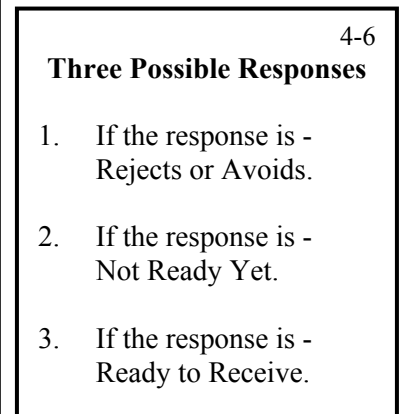 4-6
Three Possible Responses
1. If the response is -
Rejects or Avoids.
2. If the response is -
Not Ready Yet.
3. If the response is -
Ready to Receive.